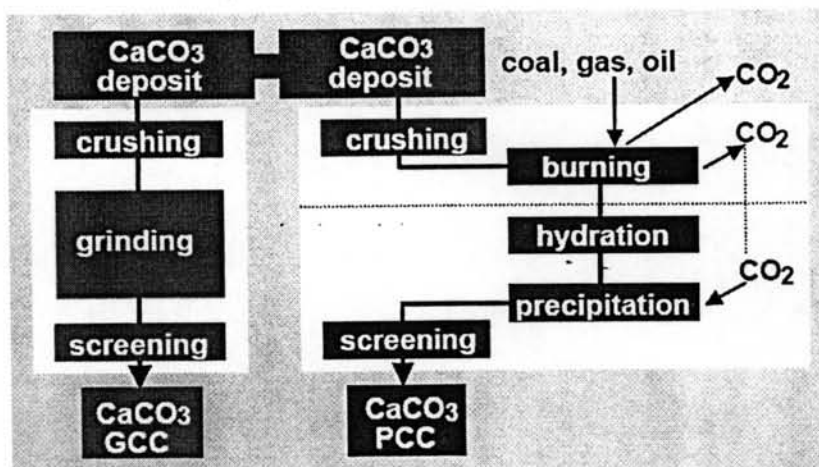 CaCO3
deposit
CaCO3
deposit
coal, gas, oil
CO2
crushing
crushing
CO2
burning
grinding
hydration
CO2
precipitation
screening
screening
CaCO3
GCC
CaCO3
PCC